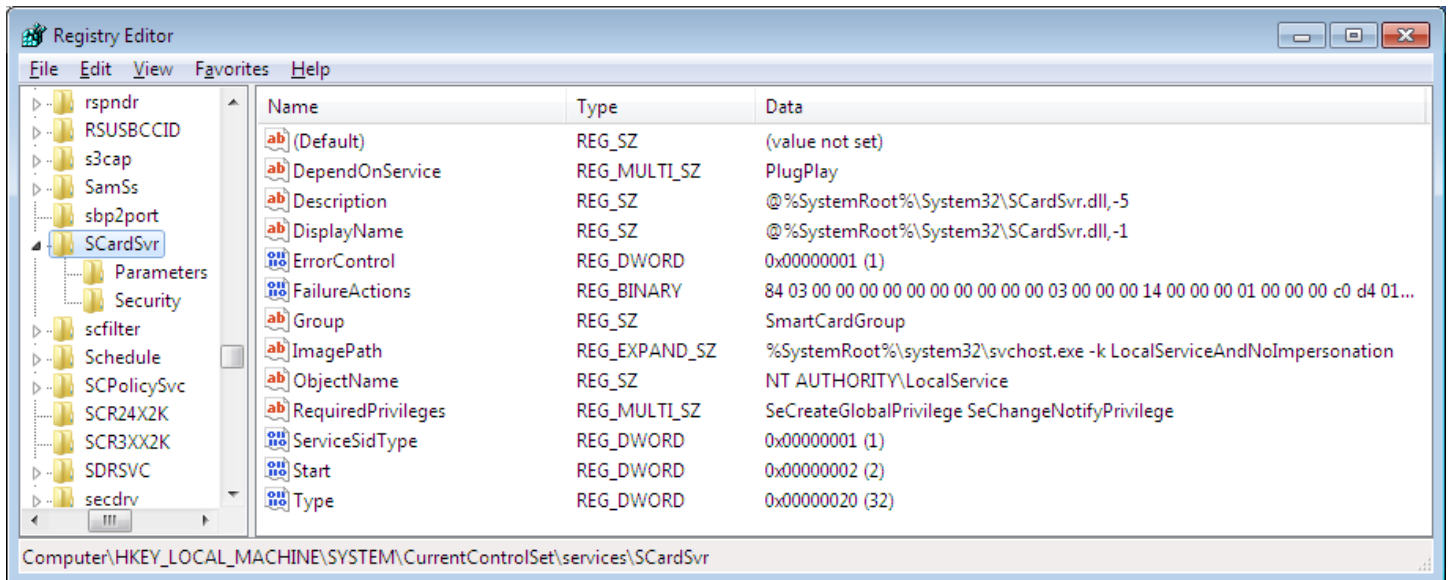 Registry Editor
File Edit View Favorites Help
rspndr
RSUSBCCID
s3cap
SamSs
sbp2port
SCardSvr
Parameters
Security
scfilter
Schedule
SCPolicySvc
SCR24X2K
SCR3XX2K
SDRSVC
secdrv
Name Type Data
(Default) REG_SZ (value not set)
DependOnService REG_MULTI_SZ PlugPlay
Description REG_SZ @%SystemRoot%\System32\SCardSvr.dll,-5
DisplayName REG_SZ @%SystemRoot%\System32\SCardSvr.dll,-1
ErrorControl REG_DWORD 0x00000001 (1)
FailureActions REG_BINARY 84 03 00 00 00 00 00 00 00 00 00 00 03 00 00 00 14 00 00 00 01 00 00 00 c0 d4 01...
Group REG_SZ SmartCardGroup
ImagePath REG_EXPAND_SZ %SystemRoot%\system32\svchost.exe -k LocalServiceAndNoImpersonation
ObjectName REG_SZ NT AUTHORITY\LocalService
RequiredPrivileges REG_MULTI_SZ SeCreateGlobalPrivilege SeChangeNotifyPrivilege
ServiceSidType REG_DWORD 0x00000001 (1)
Start REG_DWORD 0x00000002 (2)
Type REG_DWORD 0x00000020 (32)
Computer\HKEY_LOCAL_MACHINE\SYSTEM\CurrentControlSet\services\SCardSvr